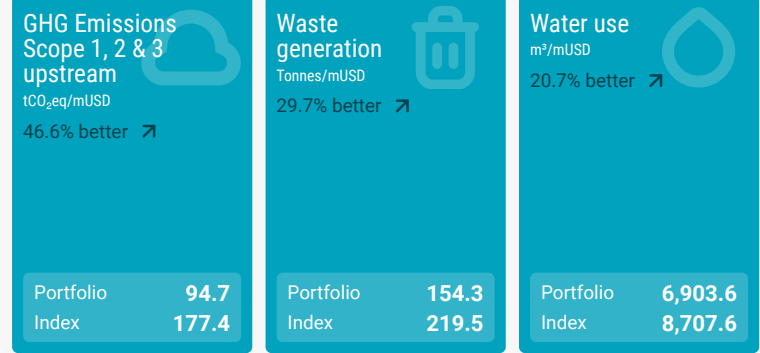 GHG Emissions
Scope 1, 2 & 3
upstream
tCO₂eq/mUSD
46.6% better
Portfolio 94.7
Index 177.4
Waste
generation
Tonnes/mUSD
29.7% better
Portfolio 154.3
Index 219.5
Water use
m³/mUSD
20.7% better
Portfolio 6,903.6
Index 8,707.6